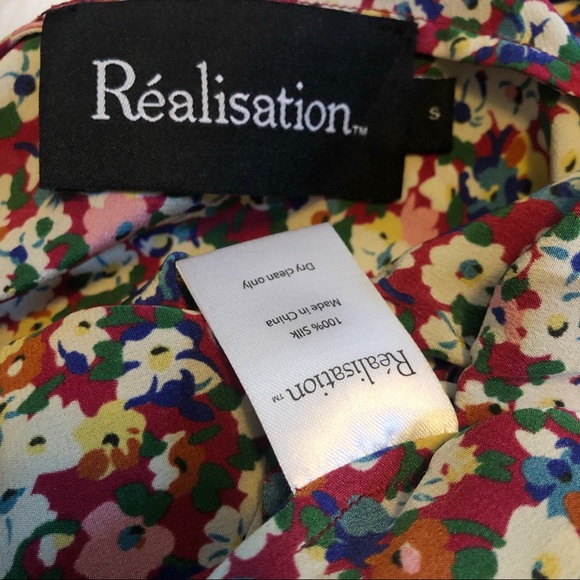 Réalisation™
S
Réalisation™
100% Silk
Made in China
Dry clean only